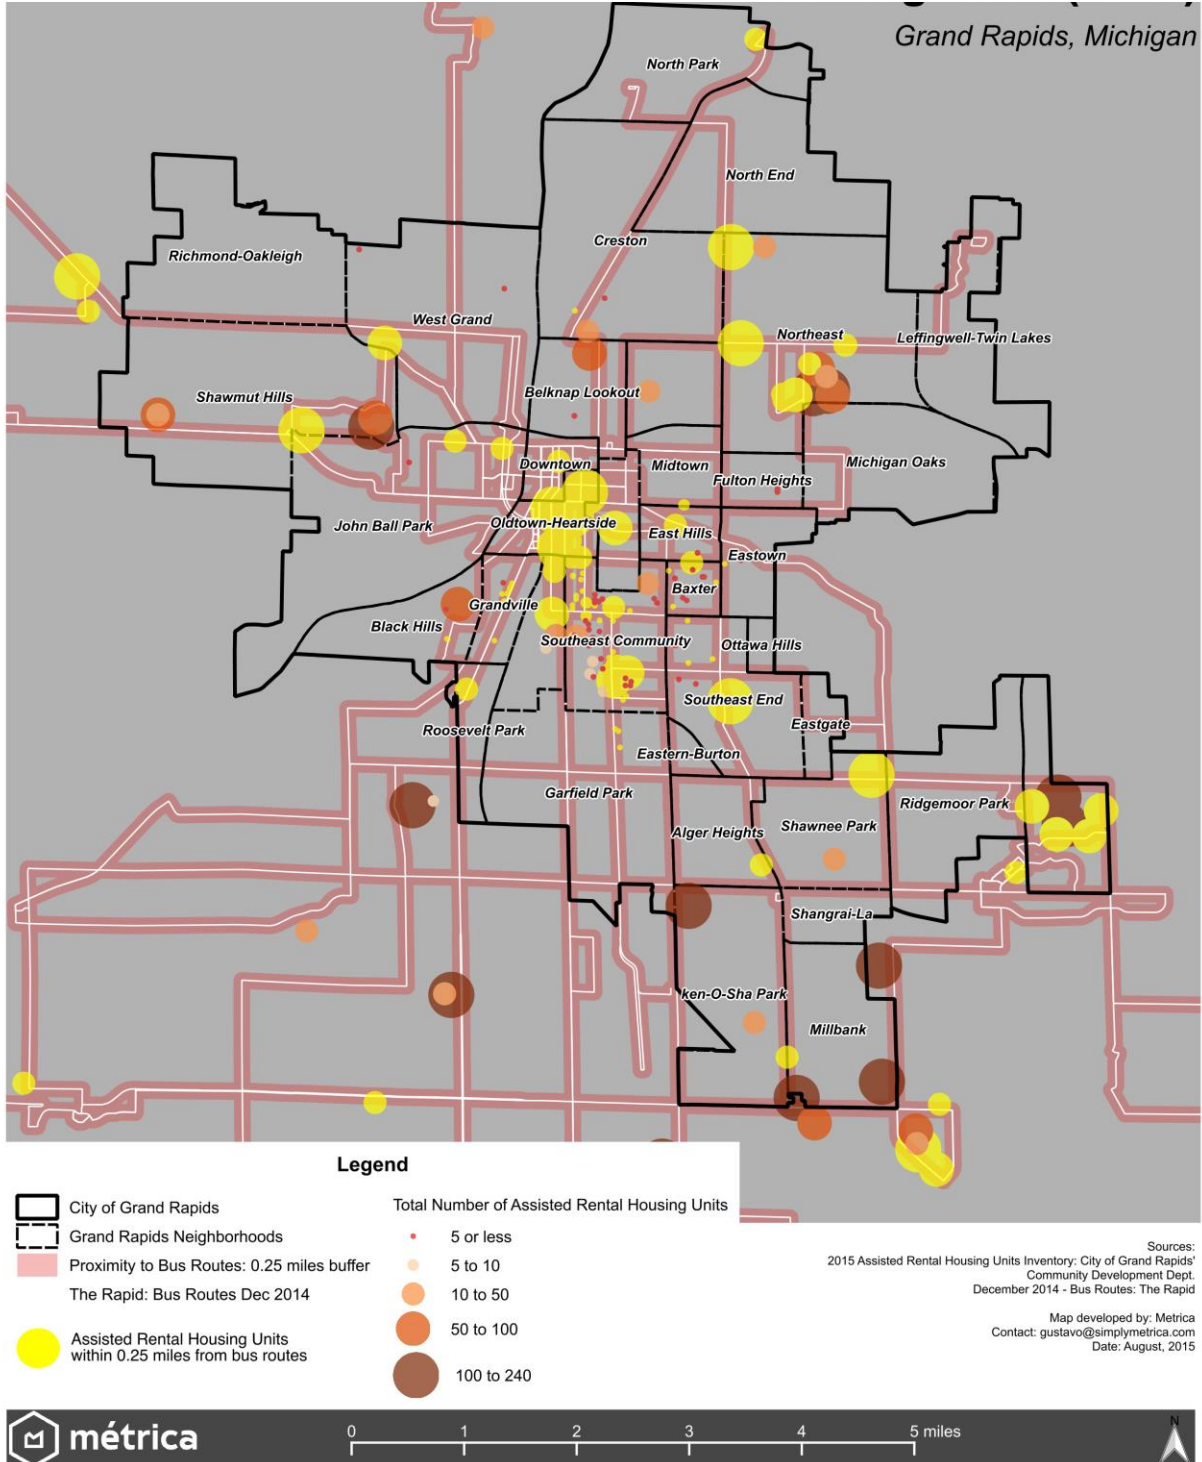 Grand Rapids, Michigan
North Park
North End
Creston
Richmond-Oakleigh
West Grand
Northeast
Leffingwell-Twin Lakes
Shawmut Hills
Belknap Lookout
Downtown
Midtown
Michigan Oaks
Fulton Heights
John Ball Park
Oldtown-Heartside
East Hills
Eastown
Baxter
Grandville
Black Hills
Southeast Community
Ottawa Hills
Southeast End
Roosevelt Park
Eastgate
Eastern-Burton
Garfield Park
Ridgemoor Park
Alger Heights
Shawnee Park
Shangrai-La
ken-O-Sha Park
Millbank
Legend
City of Grand Rapids
Grand Rapids Neighborhoods
Proximity to Bus Routes: 0.25 miles buffer
The Rapid: Bus Routes Dec 2014
Assisted Rental Housing Units
within 0.25 miles from bus routes
Total Number of Assisted Rental Housing Units
5 or less
5 to 10
10 to 50
50 to 100
100 to 240
Sources:
2015 Assisted Rental Housing Units Inventory: City of Grand Rapids'
Community Development Dept.
December 2014 - Bus Routes: The Rapid
Map developed by: Metrica
Contact: gustavo@simplymetrica.com
Date: August, 2015
métrica
0 1 2 3 4 5 miles
N